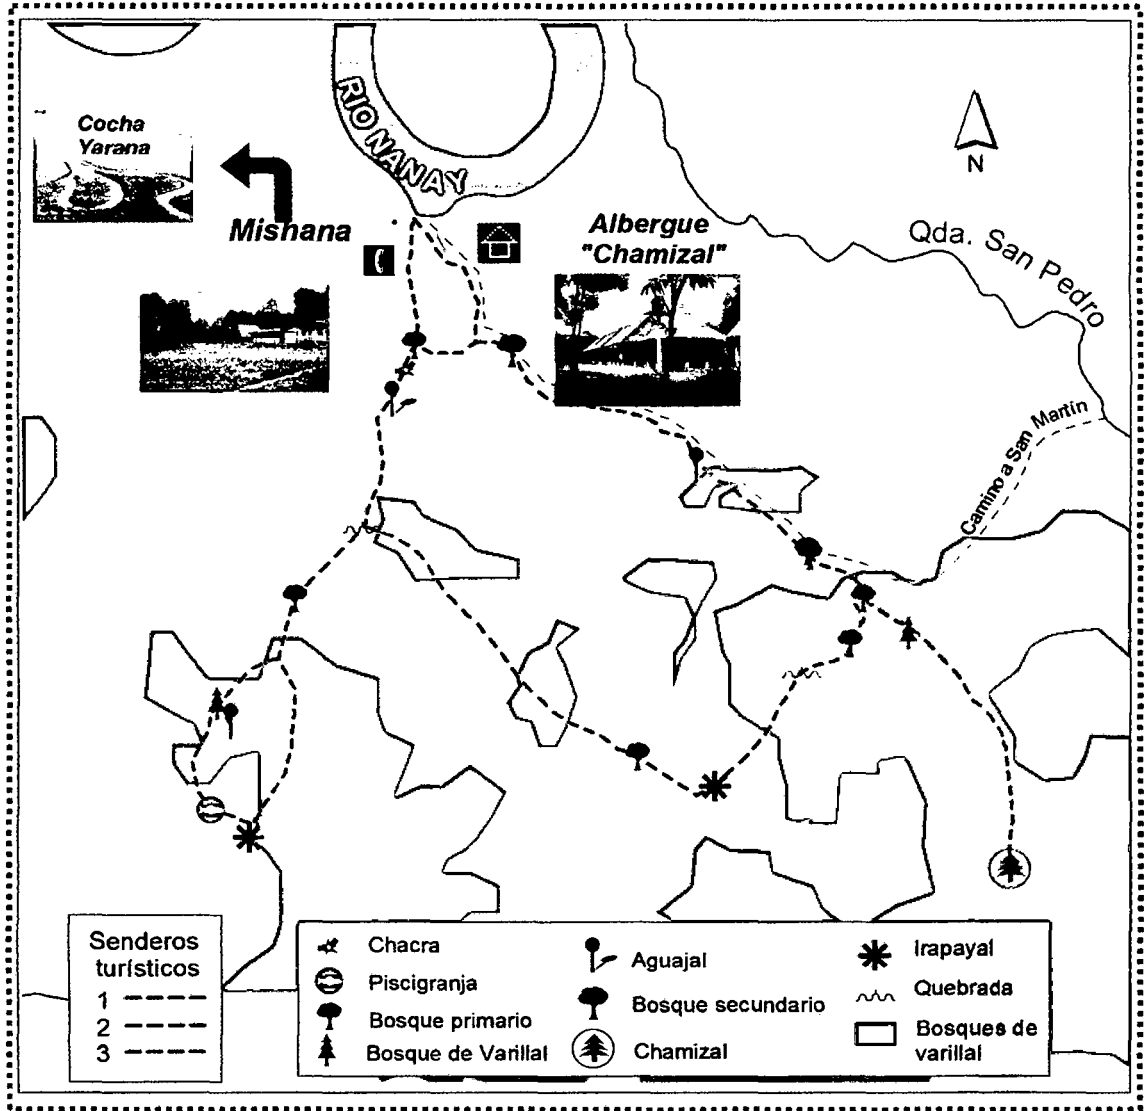 RIO NANAY
Cocha
Yarana
N
Mishana
Albergue
"Chamizal"
Qda. San Pedro
Camino a San Martín
Senderos
turísticos
1
2
3
Chacra
Piscigranja
Bosque primario
Bosque de Varillal
Aguajal
Bosque secundario
Chamizal
Irapayal
Quebrada
Bosques de
varillal